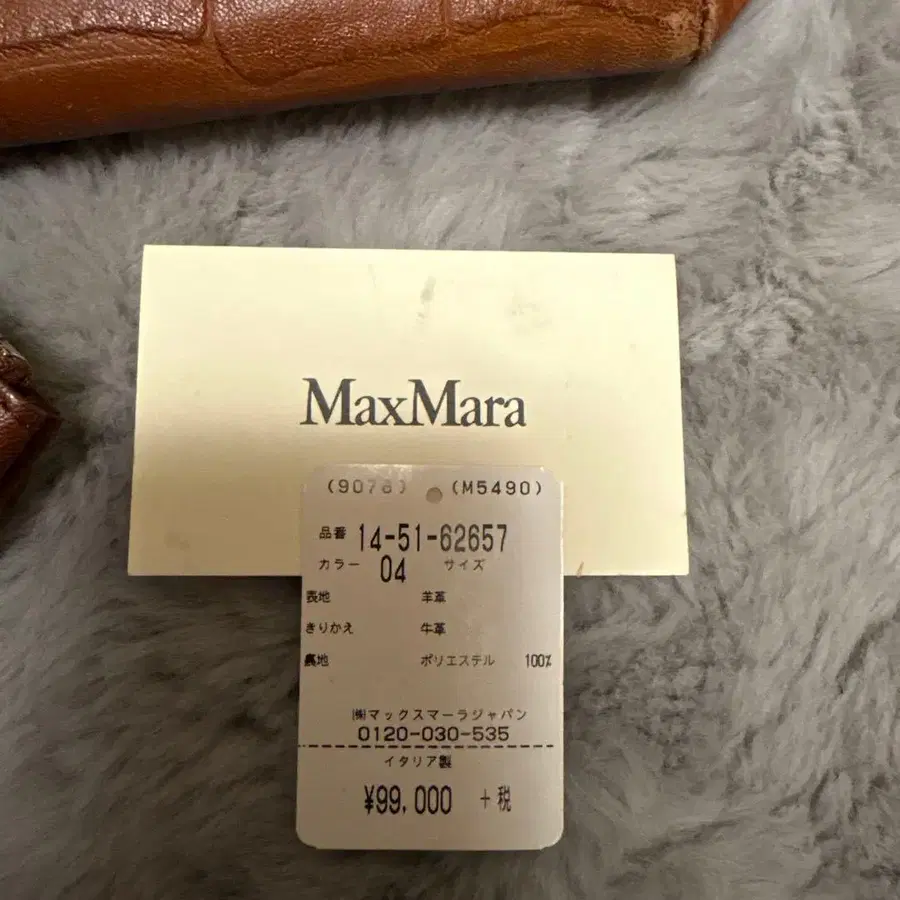 MaxMara
(9078) (M5490)
品番 14-51-62657
カラー 04 サイズ
表地 羊革
きりかえ 牛革
裏地 ポリエステル 100%
㈱マックスマーラジャパン
0120-030-535
イタリア製
¥99,000 +税